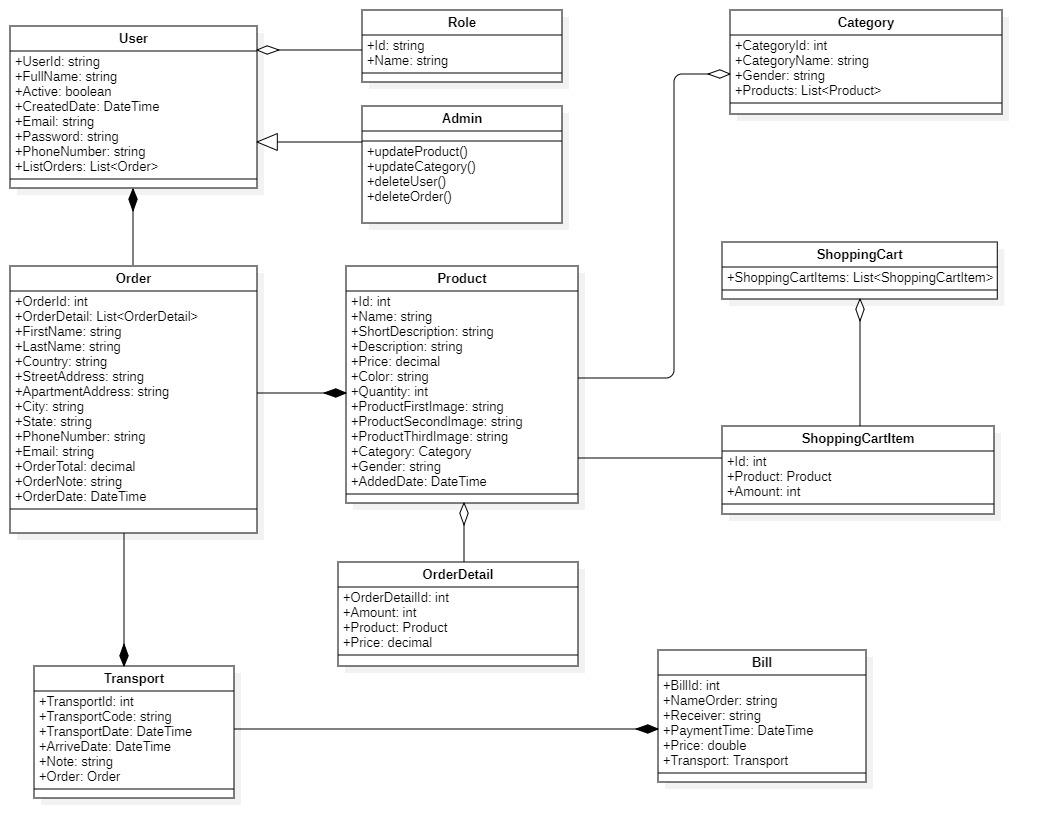 User
+UserId: string
+FullName: string
+Active: boolean
+CreatedDate: DateTime
+Email: string
+Password: string
+PhoneNumber: string
+ListOrders: List<Order>
Role
+Id: string
+Name: string
Category
+CategoryId: int
+CategoryName: string
+Gender: string
+Products: List<Product>
Admin
+updateProduct()
+updateCategory()
+deleteUser()
+deleteOrder()
Order
+OrderId: int
+OrderDetail: List<OrderDetail>
+FirstName: string
+LastName: string
+Country: string
+StreetAddress: string
+ApartmentAddress: string
+City: string
+State: string
+PhoneNumber: string
+Email: string
+OrderTotal: decimal
+OrderNote: string
+OrderDate: DateTime
Product
+Id: int
+Name: string
+ShortDescription: string
+Description: string
+Price: decimal
+Color: string
+Quantity: int
+ProductFirstImage: string
+ProductSecondImage: string
+ProductThirdImage: string
+Category: Category
+Gender: string
+AddedDate: DateTime
ShoppingCart
+ShoppingCartItems: List<ShoppingCartItem>
ShoppingCartItem
+Id: int
+Product: Product
+Amount: int
OrderDetail
+OrderDetailId: int
+Amount: int
+Product: Product
+Price: decimal
Transport
+TransportId: int
+TransportCode: string
+TransportDate: DateTime
+ArriveDate: DateTime
+Note: string
+Order: Order
Bill
+BillId: int
+NameOrder: string
+Receiver: string
+PaymentTime: DateTime
+Price: double
+Transport: Transport